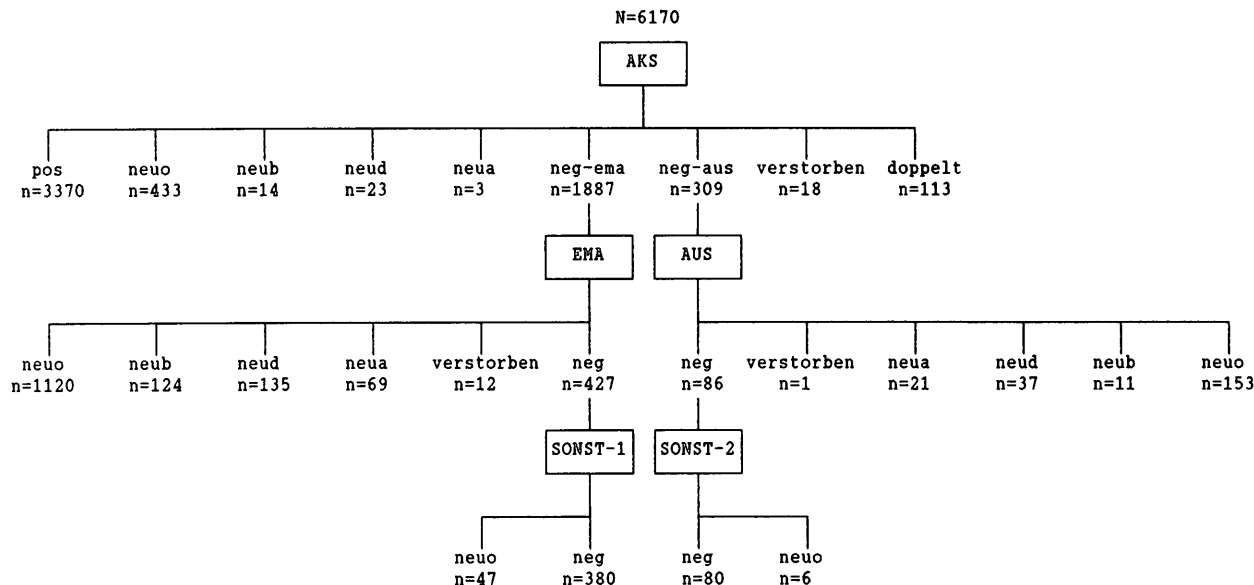 N=6170
AKS
pos neuo neub neud neua neg-ema neg-aus verstorben doppelt
n=3370 n=433 n=14 n=23 n=3 n=1887 n=309 n=18 n=113
EMA AUS
neuo neub neud neua verstorben neg neg verstorben neua neud neub neuo
n=1120 n=124 n=135 n=69 n=12 n=427 n=86 n=1 n=21 n=37 n=11 n=153
SONST-1 SONST-2
neuo neg neg neuo
n=47 n=380 n=80 n=6